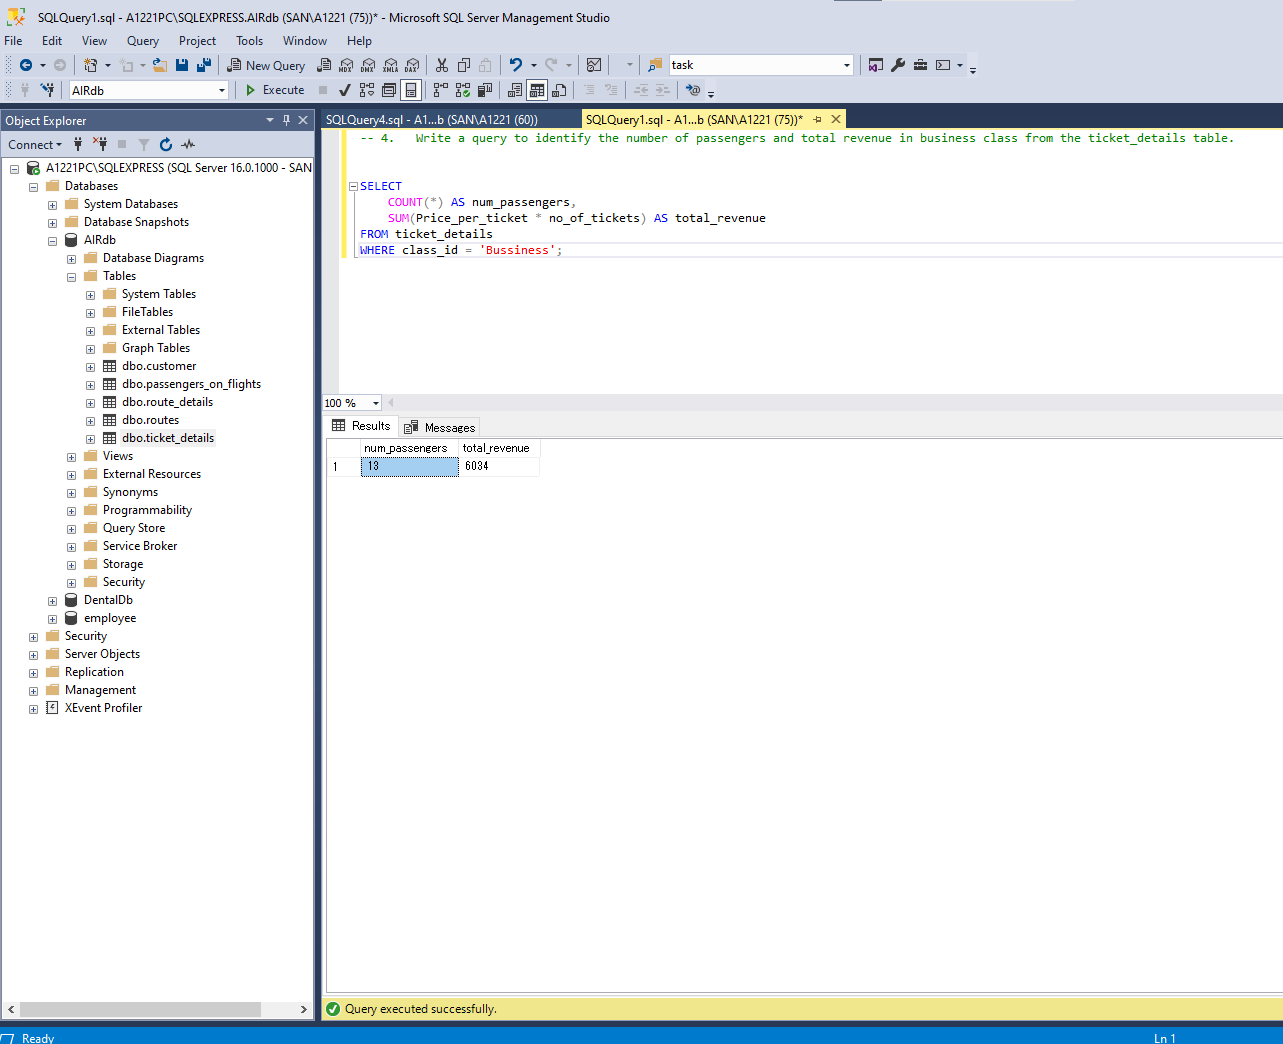 SQLQuery1.sql - A1221PC\SQLEXPRESS.AIRdb (SAN\A1221 (75))* - Microsoft SQL Server Management Studio
File Edit View Query Project Tools Window Help
New Query MDX DMX XMLA DAX task
AIRdb Execute
Object Explorer
Connect
A1221PC\SQLEXPRESS (SQL Server 16.0.1000 - SAN
Databases
System Databases
Database Snapshots
AIRdb
Database Diagrams
Tables
System Tables
FileTables
External Tables
Graph Tables
dbo.customer
dbo.passengers_on_flights
dbo.route_details
dbo.routes
dbo.ticket_details
Views
External Resources
Synonyms
Programmability
Query Store
Service Broker
Storage
Security
DentalDb
employee
Security
Server Objects
Replication
Management
XEvent Profiler
SQLQuery4.sql - A1...b (SAN\A1221 (60)) SQLQuery1.sql - A1...b (SAN\A1221 (75))*
-- 4. Write a query to identify the number of passengers and total revenue in business class from the ticket_details table.
SELECT
COUNT(*) AS num_passengers,
SUM(Price_per_ticket * no_of_tickets) AS total_revenue
FROM ticket_details
WHERE class_id = 'Bussiness';
100 %
Results Messages
num_passengers total_revenue
1 13 6034
Query executed successfully.
Ready Ln 1